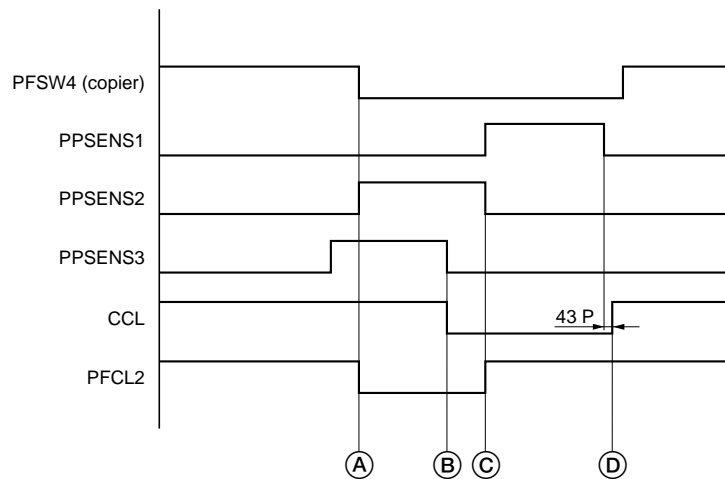 PFSW4 (copier)
PPSENS1
PPSENS2
PPSENS3
CCL
43 P
PFCL2
A B C D